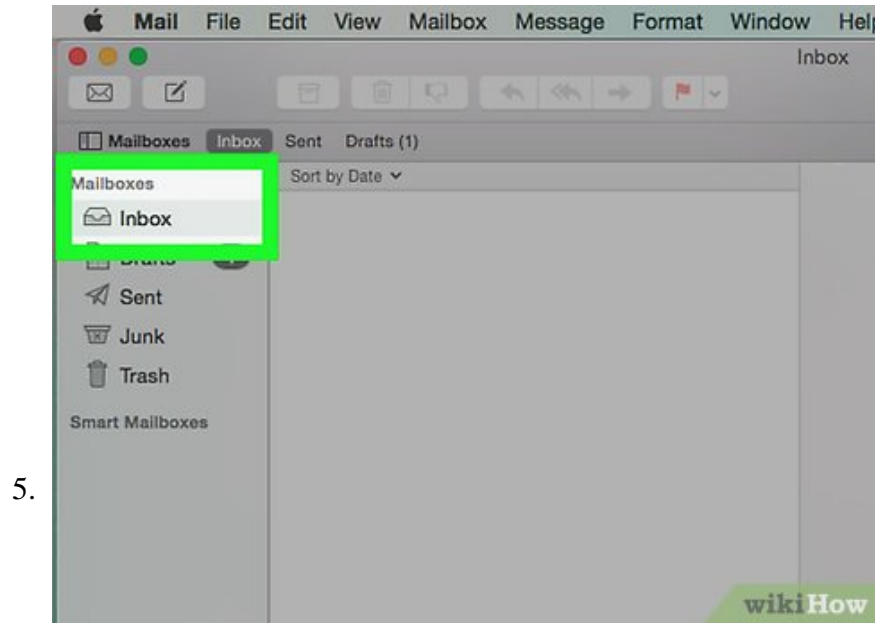 Mail File Edit View Mailbox Message Format Window Help
Inbox
Mailboxes Inbox Sent Drafts (1)
Mailboxes
Sort by Date
Inbox
Drafts
Sent
Junk
Trash
Smart Mailboxes
5.
wikiHow